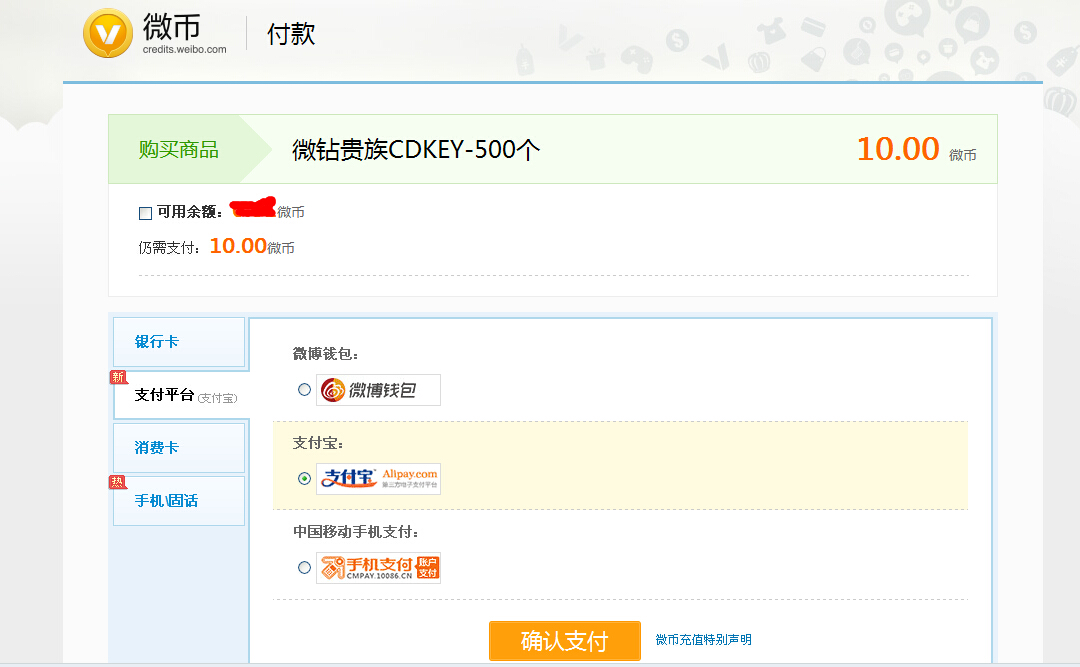 微币
credits.weibo.com
付款
购买商品
微钻贵族CDKEY-500个
10.00 微币
可用余额：
微币
仍需支付：10.00微币
银行卡
新
支付平台(支付宝)
消费卡
热
手机\固话
微博钱包：
微博钱包
支付宝：
支付宝 Alipay.com
第三方电子支付平台
中国移动手机支付：
手机支付 账户支付
CMPAY.10086.CN
确认支付
微币充值特别声明